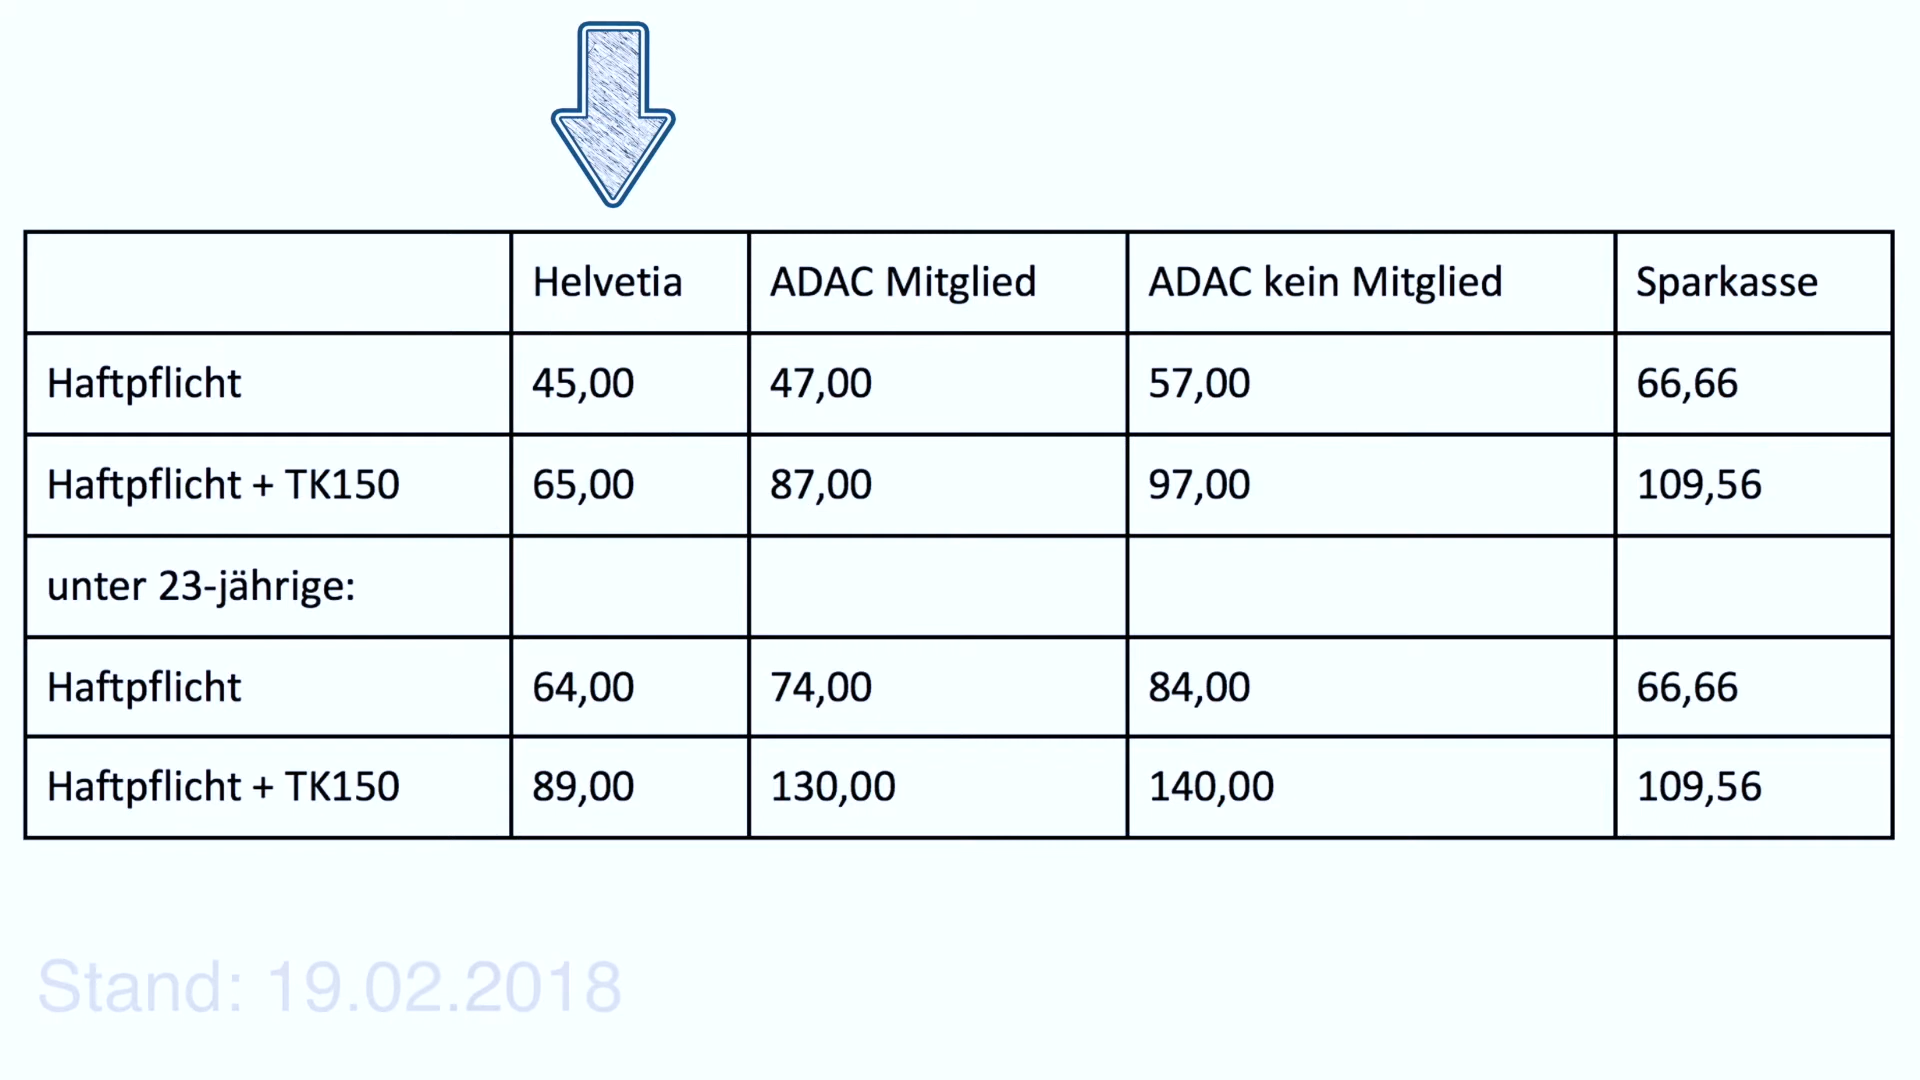 Helvetia ADAC Mitglied ADAC kein Mitglied Sparkasse
Haftpflicht 45,00 47,00 57,00 66,66
Haftpflicht + TK150 65,00 87,00 97,00 109,56
unter 23-jährige:
Haftpflicht 64,00 74,00 84,00 66,66
Haftpflicht + TK150 89,00 130,00 140,00 109,56
Stand: 19.02.2018